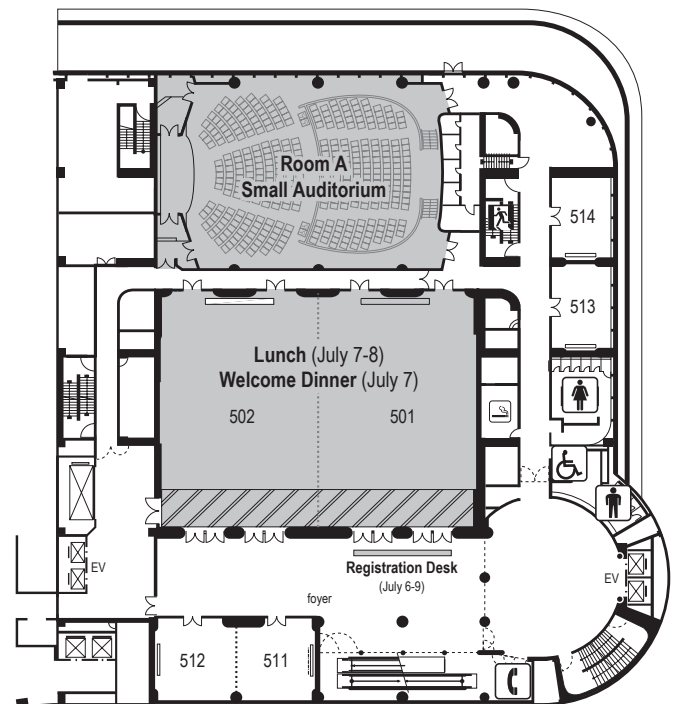 Room A
Small Auditorium
514
513
Lunch (July 7-8)
Welcome Dinner (July 7)
502
501
Registration Desk
(July 6-9)
EV
EV
foyer
512
511